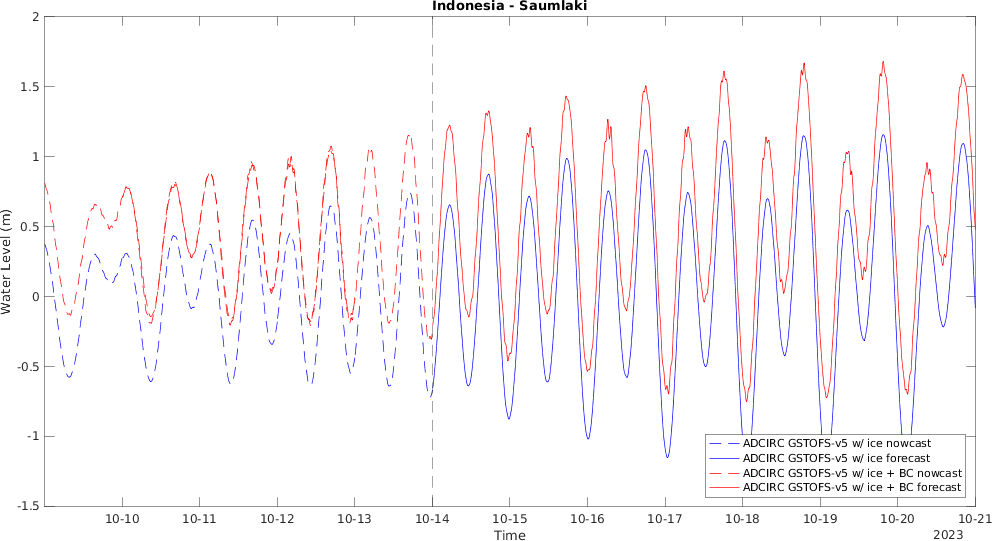 Indonesia - Saumlaki
2
1.5
1
0.5
0
-0.5
-1
-1.5
Water Level (m)
ADCIRC GSTOFS-v5 w/ ice nowcast
ADCIRC GSTOFS-v5 w/ ice forecast
ADCIRC GSTOFS-v5 w/ ice + BC nowcast
ADCIRC GSTOFS-v5 w/ ice + BC forecast
10-10 10-11 10-12 10-13 10-14 10-15 10-16 10-17 10-18 10-19 10-20 10-21
Time
2023